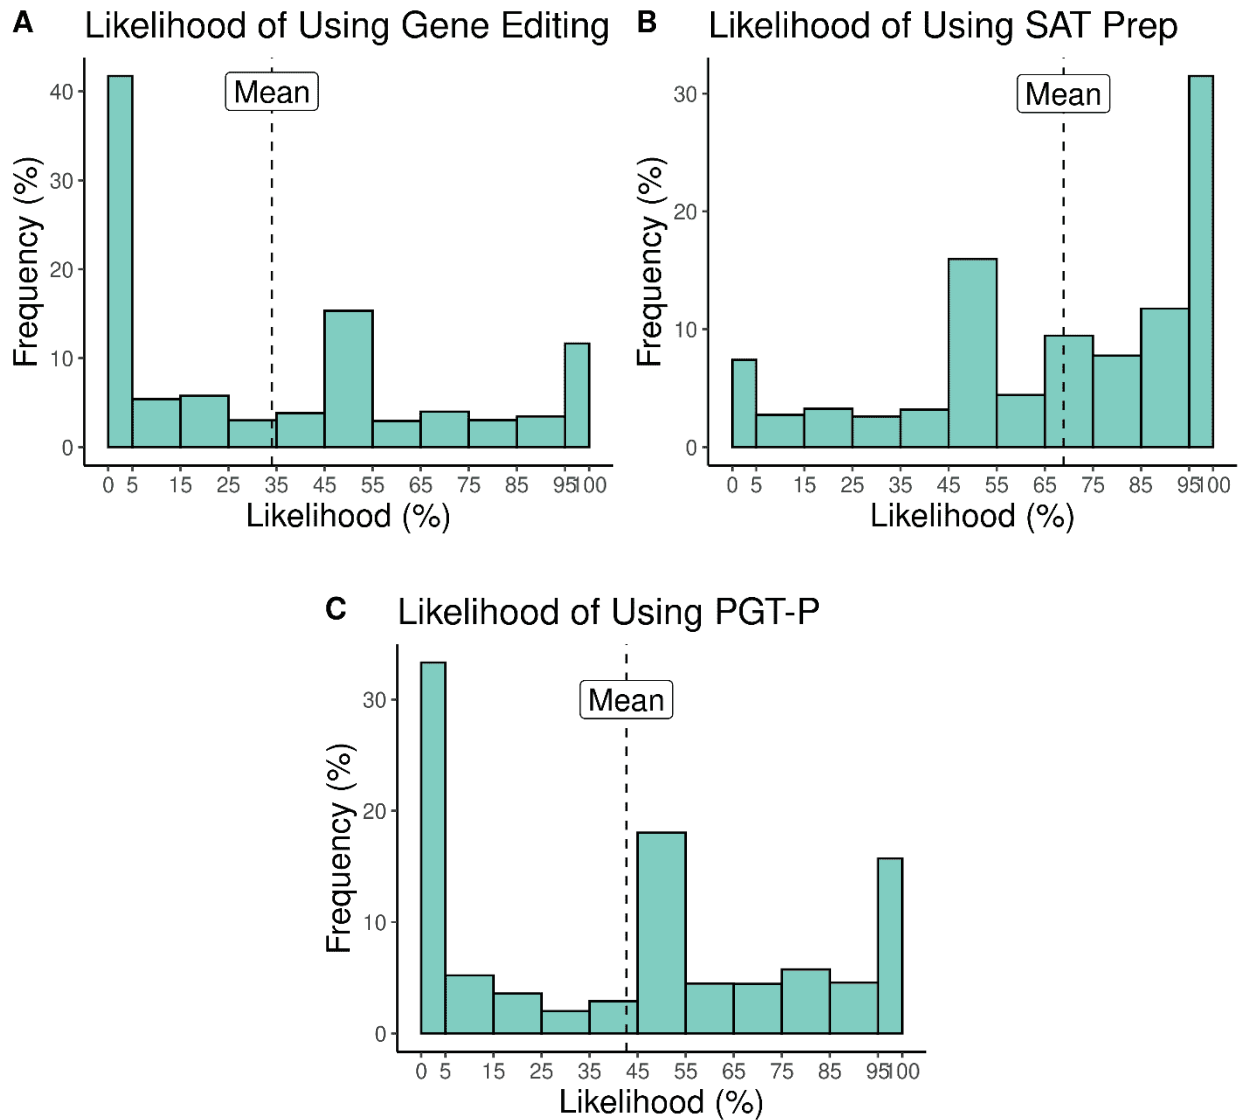 A Likelihood of Using Gene Editing
Mean
Frequency (%)
40
30
20
10
0
0 5 15 25 35 45 55 65 75 85 95 100
Likelihood (%)
B Likelihood of Using SAT Prep
Mean
Frequency (%)
30
20
10
0
0 5 15 25 35 45 55 65 75 85 95 100
Likelihood (%)
C Likelihood of Using PGT-P
Mean
Frequency (%)
30
20
10
0
0 5 15 25 35 45 55 65 75 85 95 100
Likelihood (%)